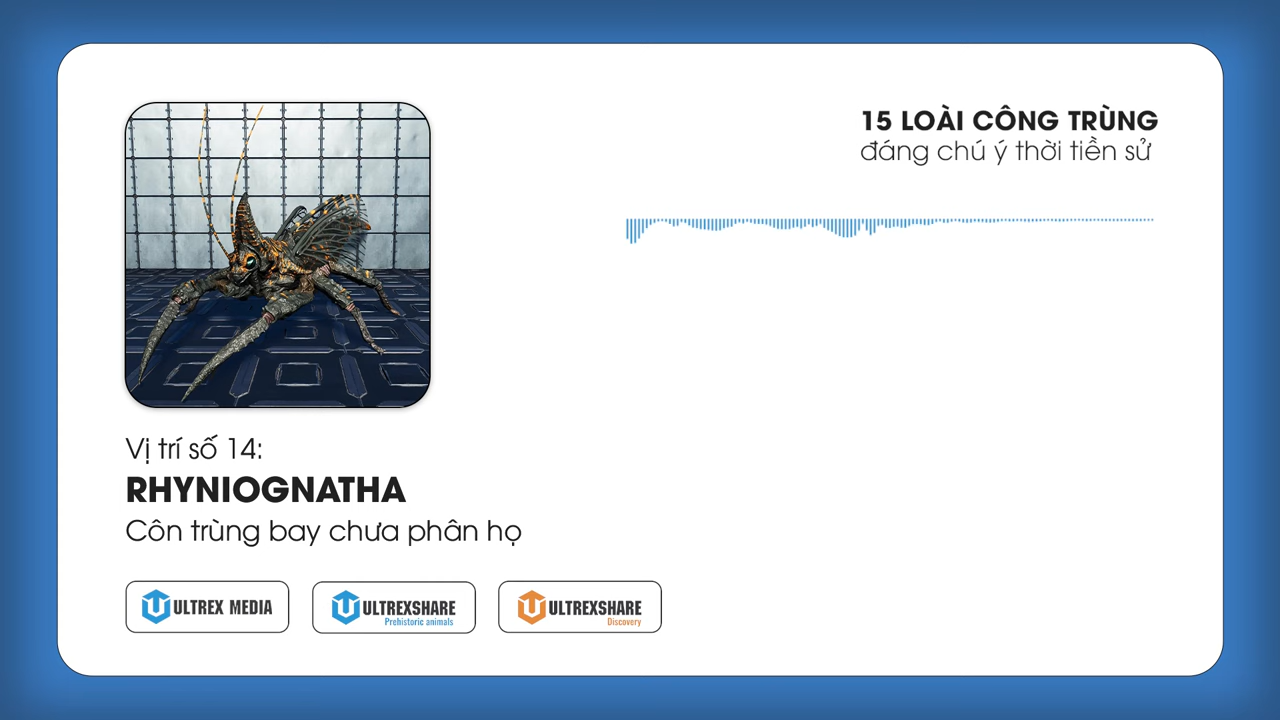 15 LOÀI CÔNG TRÙNG
đáng chú ý thời tiền sử
Vị trí số 14:
RHYNIOGNATHA
Côn trùng bay chưa phân họ
ULTREX MEDIA
ULTREXSHARE
Prehistoric animals
ULTREXSHARE
Discovery